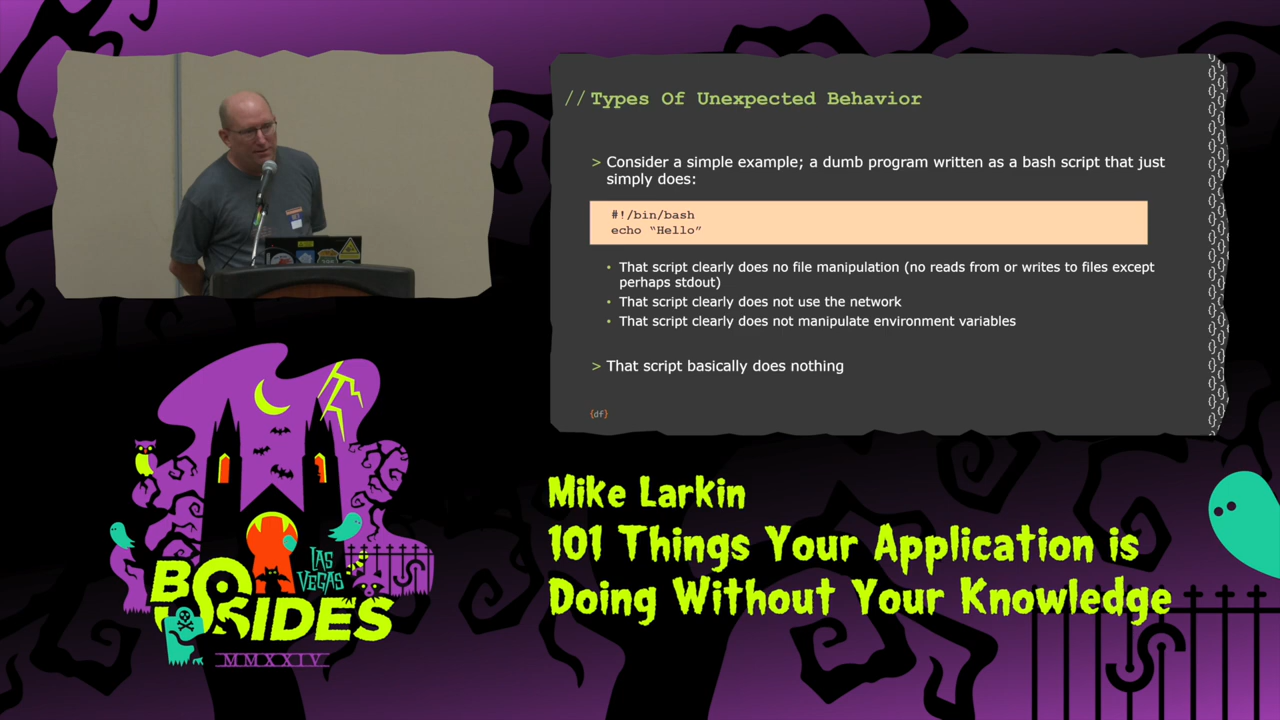 // Types Of Unexpected Behavior
> Consider a simple example; a dumb program written as a bash script that just
simply does:
#!/bin/bash
echo “Hello”
• That script clearly does no file manipulation (no reads from or writes to files except
perhaps stdout)
• That script clearly does not use the network
• That script clearly does not manipulate environment variables
> That script basically does nothing
{df}
Mike Larkin
101 Things Your Application is
Doing Without Your Knowledge
LAS
VEGAS
BSIDES
MMXXIV